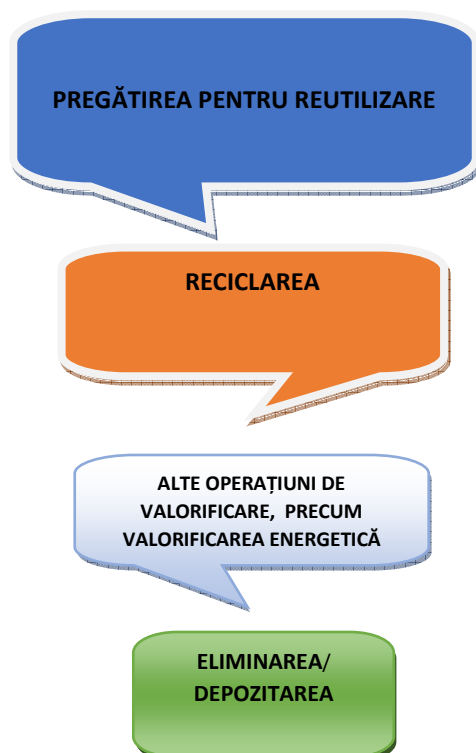 PREGĂTIREA PENTRU REUTILIZARE
RECICLAREA
ALTE OPERAȚIUNI DE
VALORIFICARE, PRECUM
VALORIFICAREA ENERGETICĂ
ELIMINAREA/
DEPOZITAREA